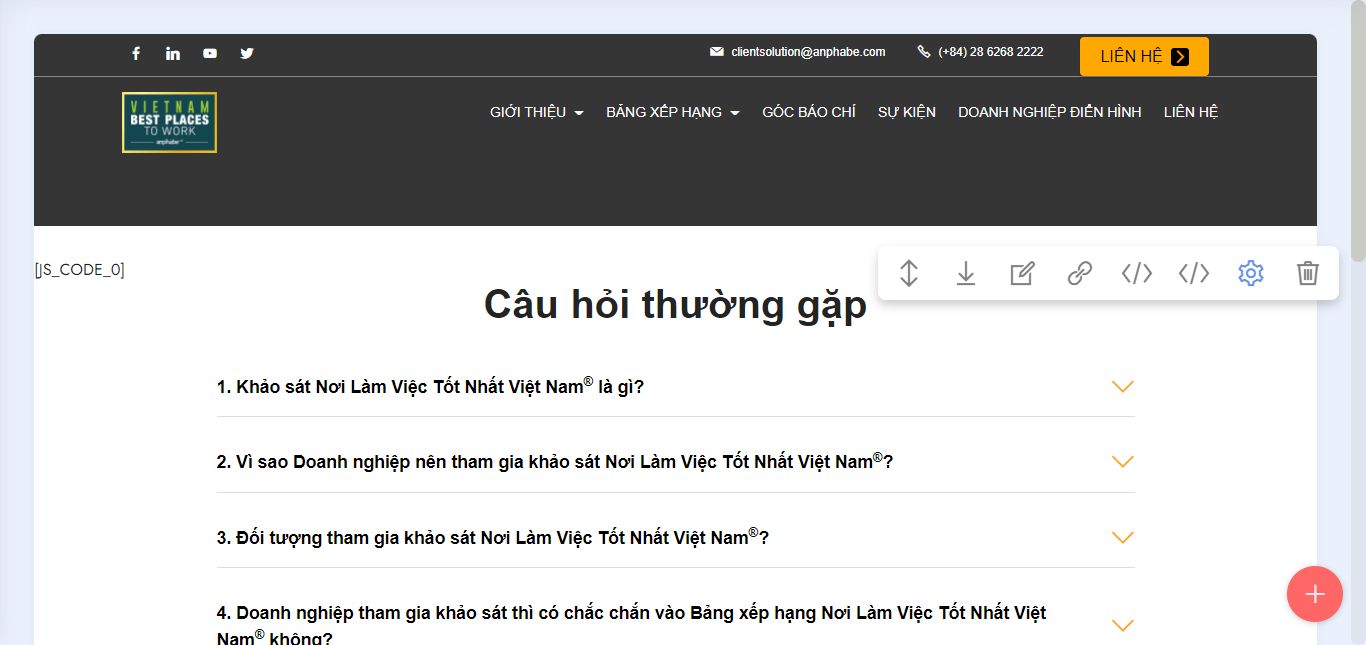 clientsolution@anphabe.com
(+84) 28 6268 2222
LIÊN HỆ
VIETNAM
BEST PLACES
TO WORK
anphabe
GIỚI THIỆU
BẢNG XẾP HẠNG
GÓC BÁO CHÍ
SỰ KIỆN
DOANH NGHIỆP ĐIỂN HÌNH
LIÊN HỆ
[JS_CODE_0]
Câu hỏi thường gặp
1. Khảo sát Nơi Làm Việc Tốt Nhất Việt Nam® là gì?
2. Vì sao Doanh nghiệp nên tham gia khảo sát Nơi Làm Việc Tốt Nhất Việt Nam®?
3. Đối tượng tham gia khảo sát Nơi Làm Việc Tốt Nhất Việt Nam®?
4. Doanh nghiệp tham gia khảo sát thì có chắc chắn vào Bảng xếp hạng Nơi Làm Việc Tốt Nhất Việt
Nam® không?